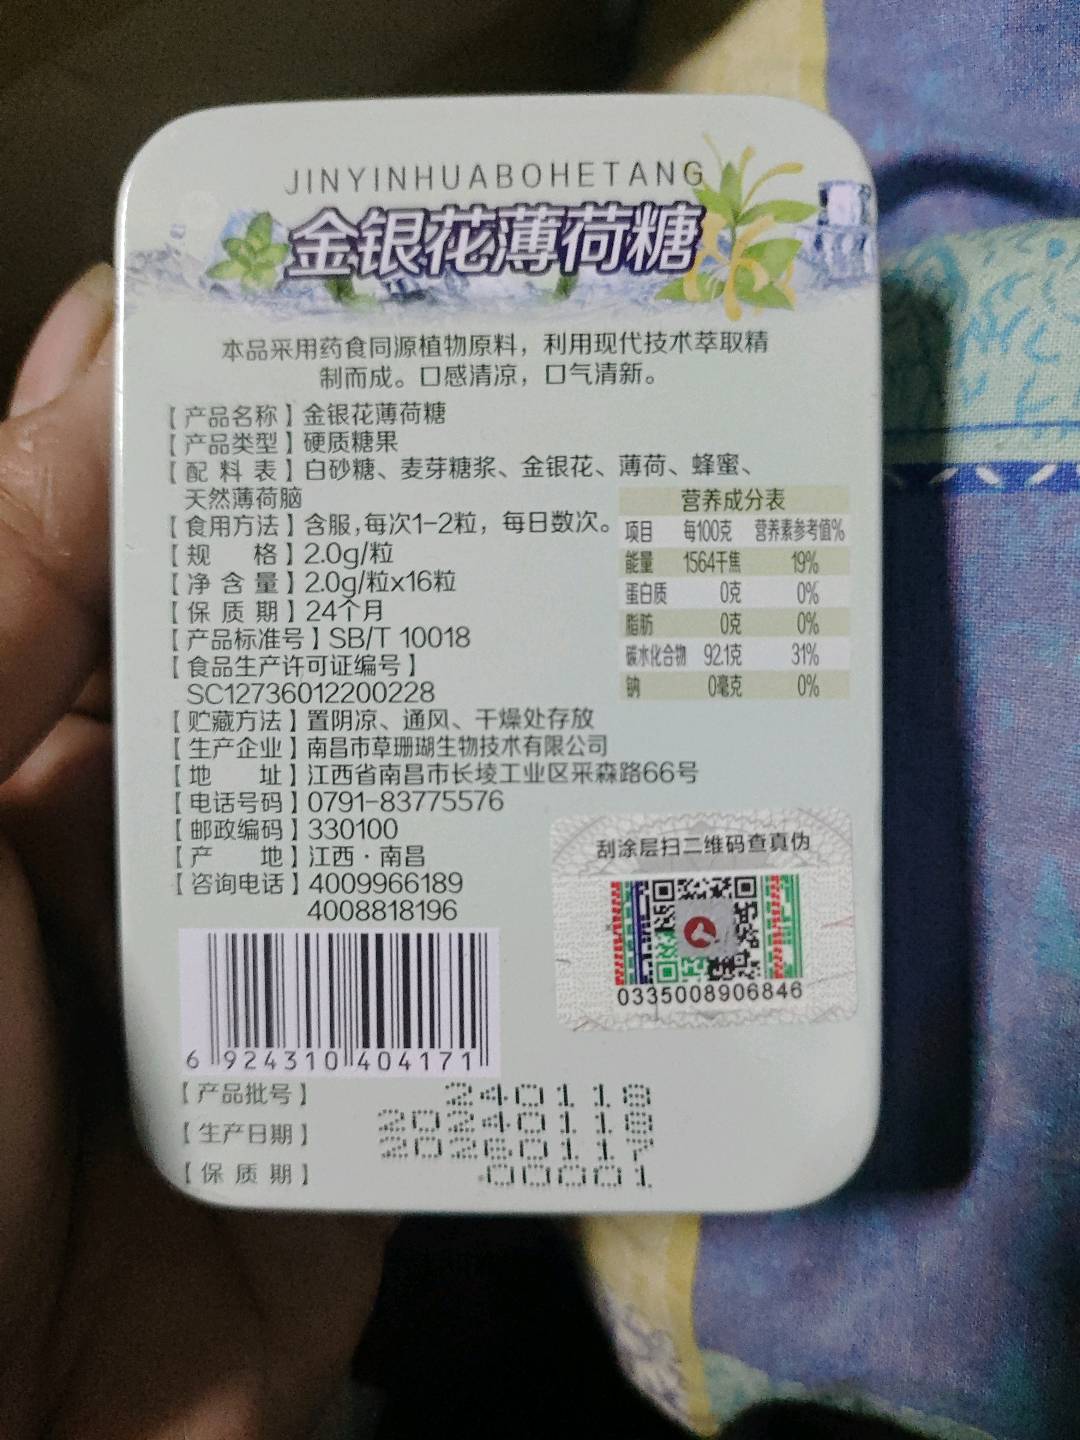 JINYINHUABOHETANG
金银花薄荷糖
本品采用药食同源植物原料，利用现代技术萃取精
制而成。口感清凉，口气清新。
【产品名称】金银花薄荷糖
【产品类型】硬质糖果
【配料表】白砂糖、麦芽糖浆、金银花、薄荷、蜂蜜、
天然薄荷脑
【食用方法】含服,每次1-2粒，每日数次。
【规 格】2.0g/粒
【净含量】2.0g/粒x16粒
【保质期】24个月
【产品标准号】SB/T 10018
【食品生产许可证编号】
SC12736012200228
营养成分表
项目 每100克 营养素参考值%
能量 1564千焦 19%
蛋白质 0克 0%
脂肪 0克 0%
碳水化合物 92.1克 31%
钠 0毫克 0%
【贮藏方法】置阴凉、通风、干燥处存放
【生产企业】南昌市草珊瑚生物技术有限公司
【地 址】江西省南昌市长堎工业区采森路66号
【电话号码】0791-83775576
【邮政编码】330100
【产 地】江西·南昌
【咨询电话】4009966189
4008818196
刮涂层扫二维码查真伪
0335008906846
6 924310 404171
【产品批号】 240118
【生产日期】 20240118
【保质期】 20260117
00001